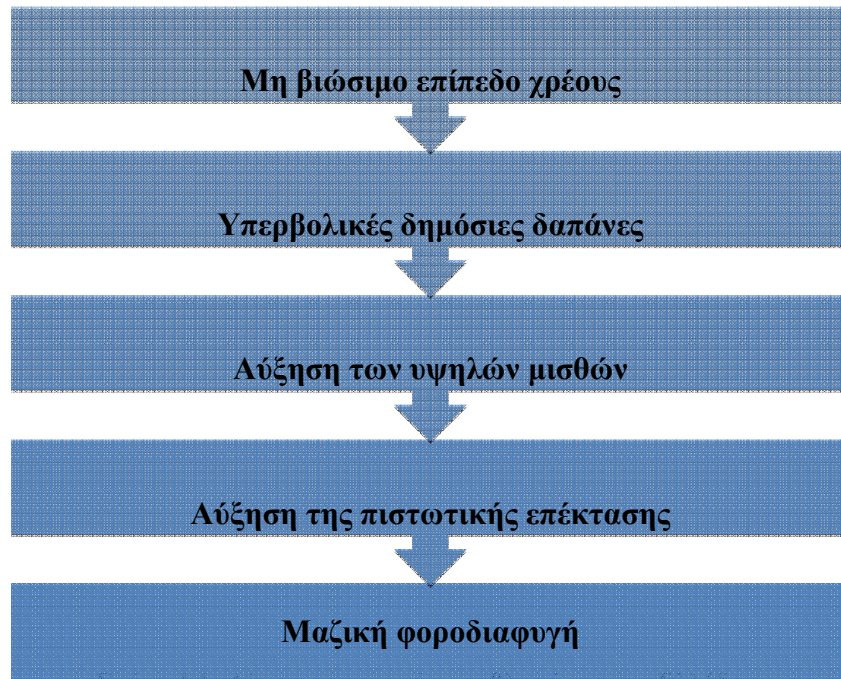 Μη βιώσιμο επίπεδο χρέους
Υπερβολικές δημόσιες δαπάνες
Αύξηση των υψηλών μισθών
Αύξηση της πιστωτικής επέκτασης
Μαζική φοροδιαφυγή